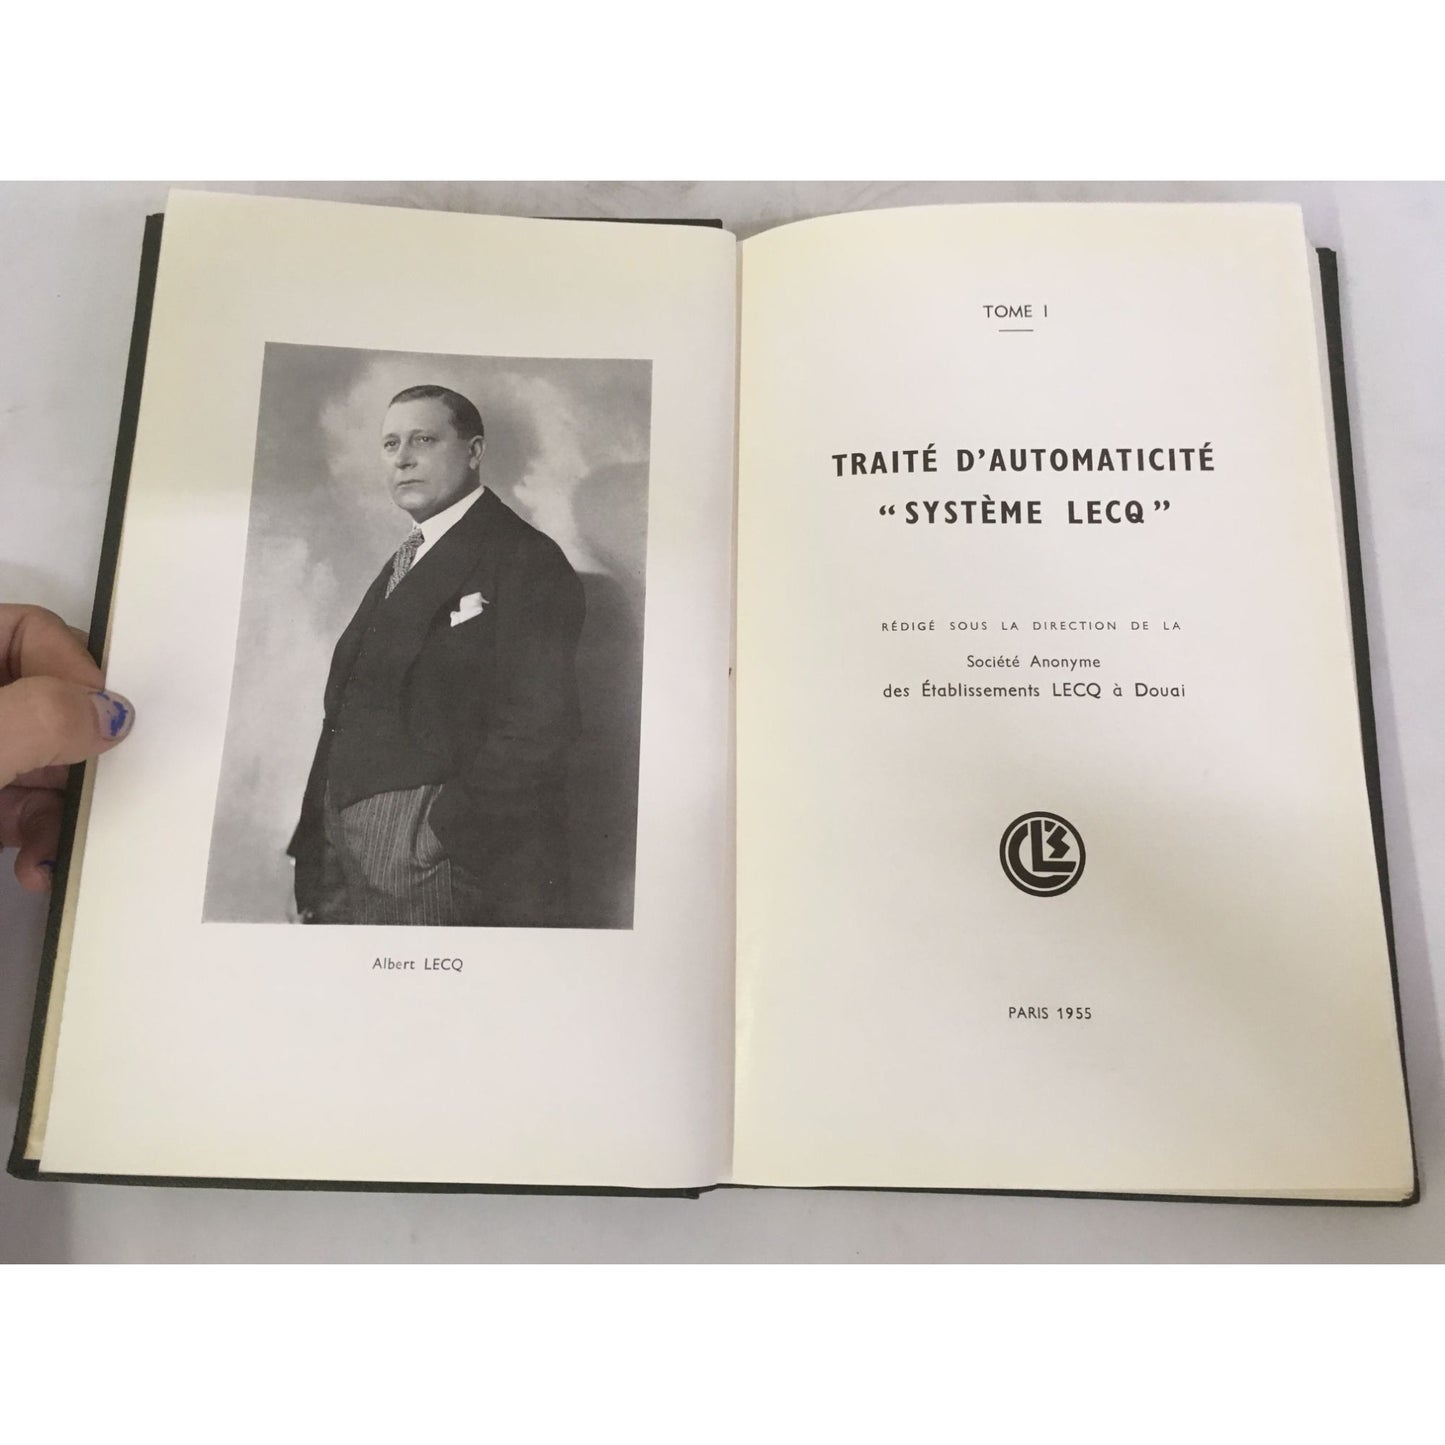 Albert LECQ
TOME I
TRAITÉ D'AUTOMATICITÉ
“ SYSTÈME LECQ ”
RÉDIGÉ SOUS LA DIRECTION DE LA
Société Anonyme
des Établissements LECQ à Douai
PARIS 1955